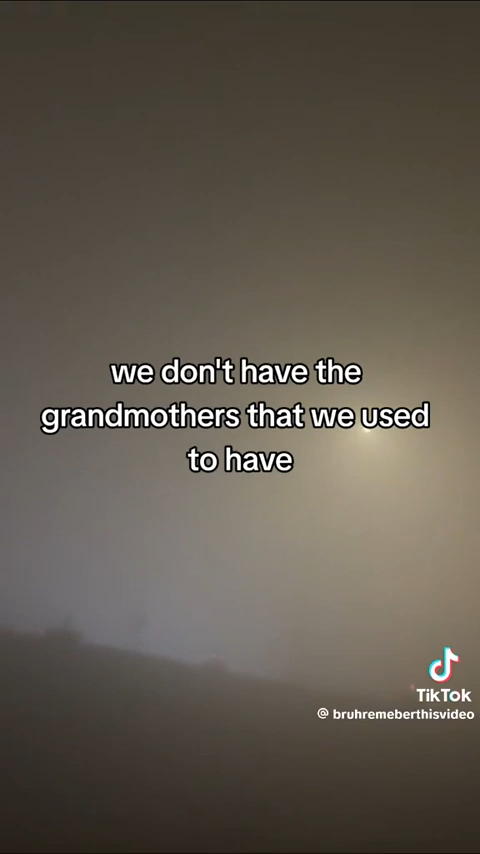 we don't have the
grandmothers that we used
to have
TikTok
@ bruhremeberthisvideo